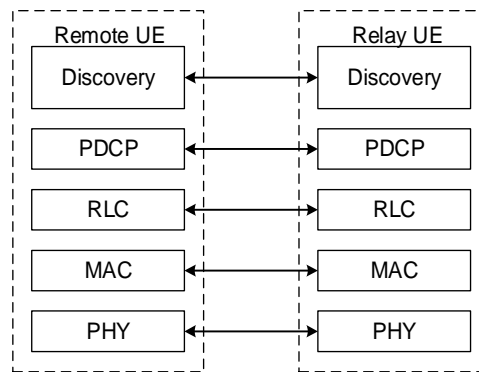 Remote UE
Relay UE
Discovery
Discovery
PDCP
PDCP
RLC
RLC
MAC
MAC
PHY
PHY